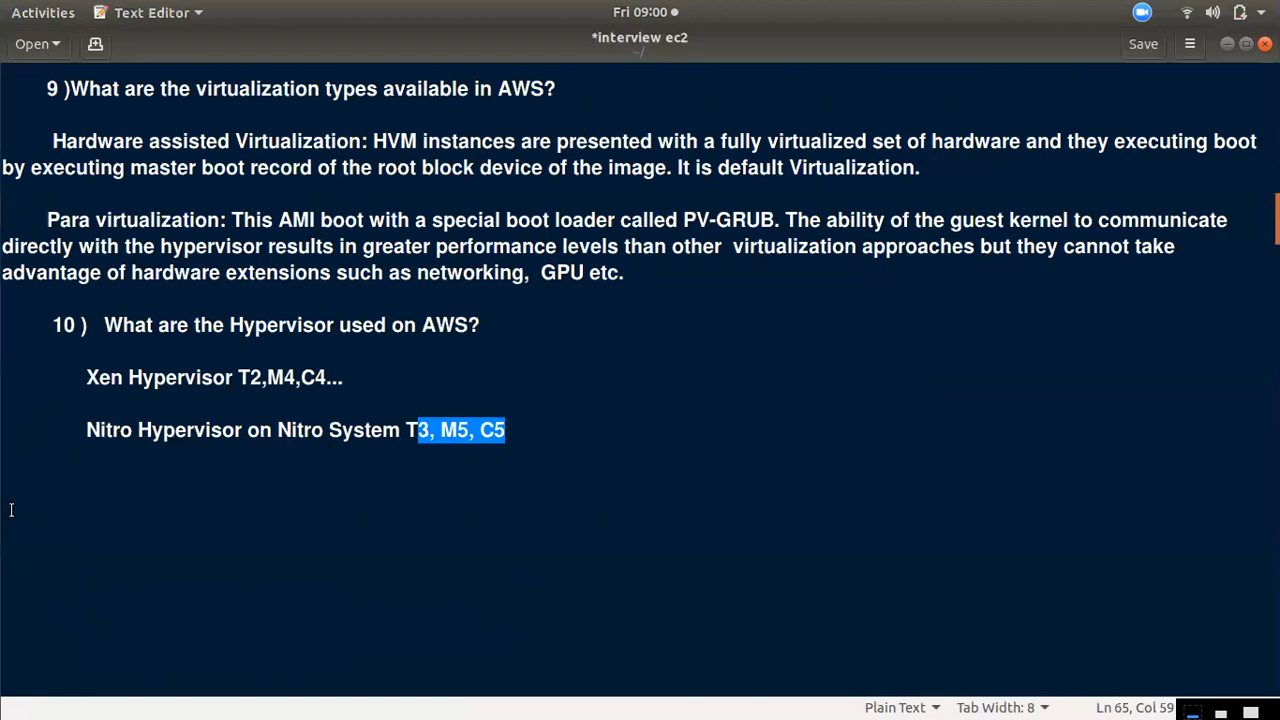 Activities Text Editor Fri 09:00
Open *interview ec2 Save
~/
9 )What are the virtualization types available in AWS?
Hardware assisted Virtualization: HVM instances are presented with a fully virtualized set of hardware and they executing boot
by executing master boot record of the root block device of the image. It is default Virtualization.
Para virtualization: This AMI boot with a special boot loader called PV-GRUB. The ability of the guest kernel to communicate
directly with the hypervisor results in greater performance levels than other  virtualization approaches but they cannot take
advantage of hardware extensions such as networking,  GPU etc.
10 )   What are the Hypervisor used on AWS?
Xen Hypervisor T2,M4,C4...
Nitro Hypervisor on Nitro System T3, M5, C5
Plain Text Tab Width: 8 Ln 65, Col 59